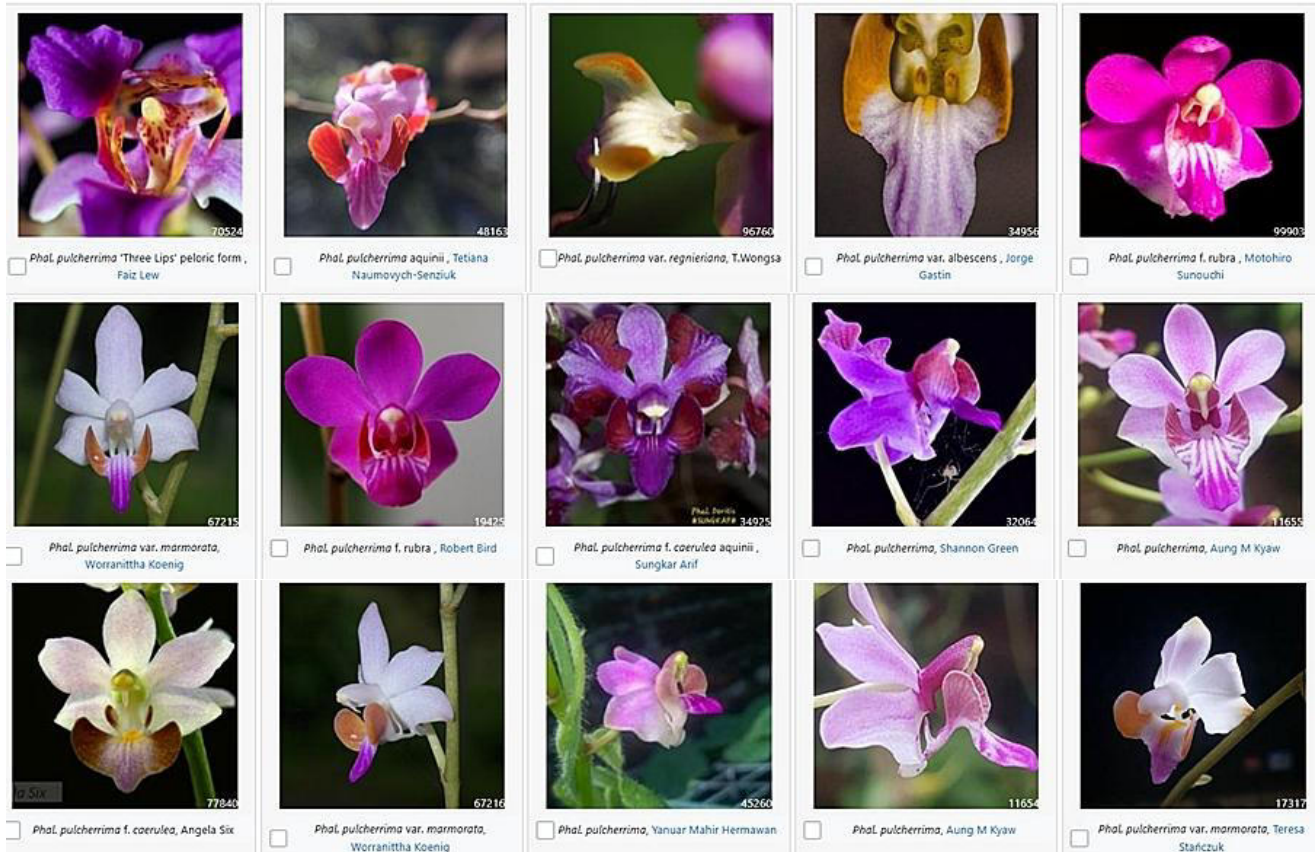 70524
48163
96760
34956
99903
Phal. pulcherrima 'Three Lips' peloric form ,
Faiz Lew
Phal. pulcherrima aquinii , Tetiana
Naumovych-Senziuk
Phal. pulcherrima var. regnieriana, T.Wongsa
Phal. pulcherrima var. albescens , Jorge
Gastin
Phal. pulcherrima f. rubra , Motohiro
Sunouchi
67215
19425
Phal. Doritis
34925
32064
11655
Phal. pulcherrima var. marmorata,
Worranittha Koenig
Phal. pulcherrima f. rubra , Robert Bird
Phal. pulcherrima f. caerulea aquinii ,
Sungkar Arif
Phal. pulcherrima, Shannon Green
Phal. pulcherrima, Aung M Kyaw
la Six
77840
67216
45260
11654
17317
Phal. pulcherrima f. caerulea, Angela Six
Phal. pulcherrima var. marmorata,
Worranittha Koenig
Phal. pulcherrima, Yanuar Mahir Hermawan
Phal. pulcherrima, Aung M Kyaw
Phal. pulcherrima var. marmorata, Teresa
Stańczuk